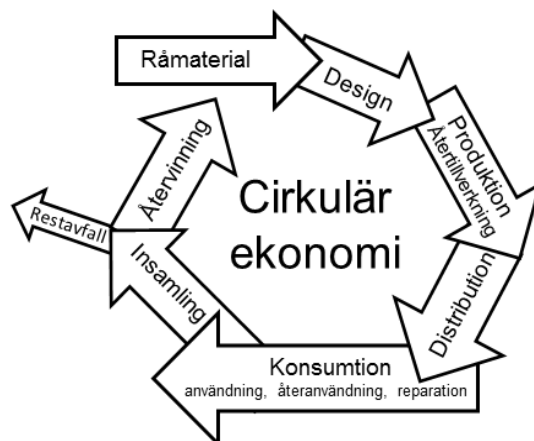 Råmaterial
Design
Produktion
Återtillverkning
Distribution
Konsumtion
användning, återanvändning, reparation
Insamling
Restavfall
Återvinning
Cirkulär
ekonomi